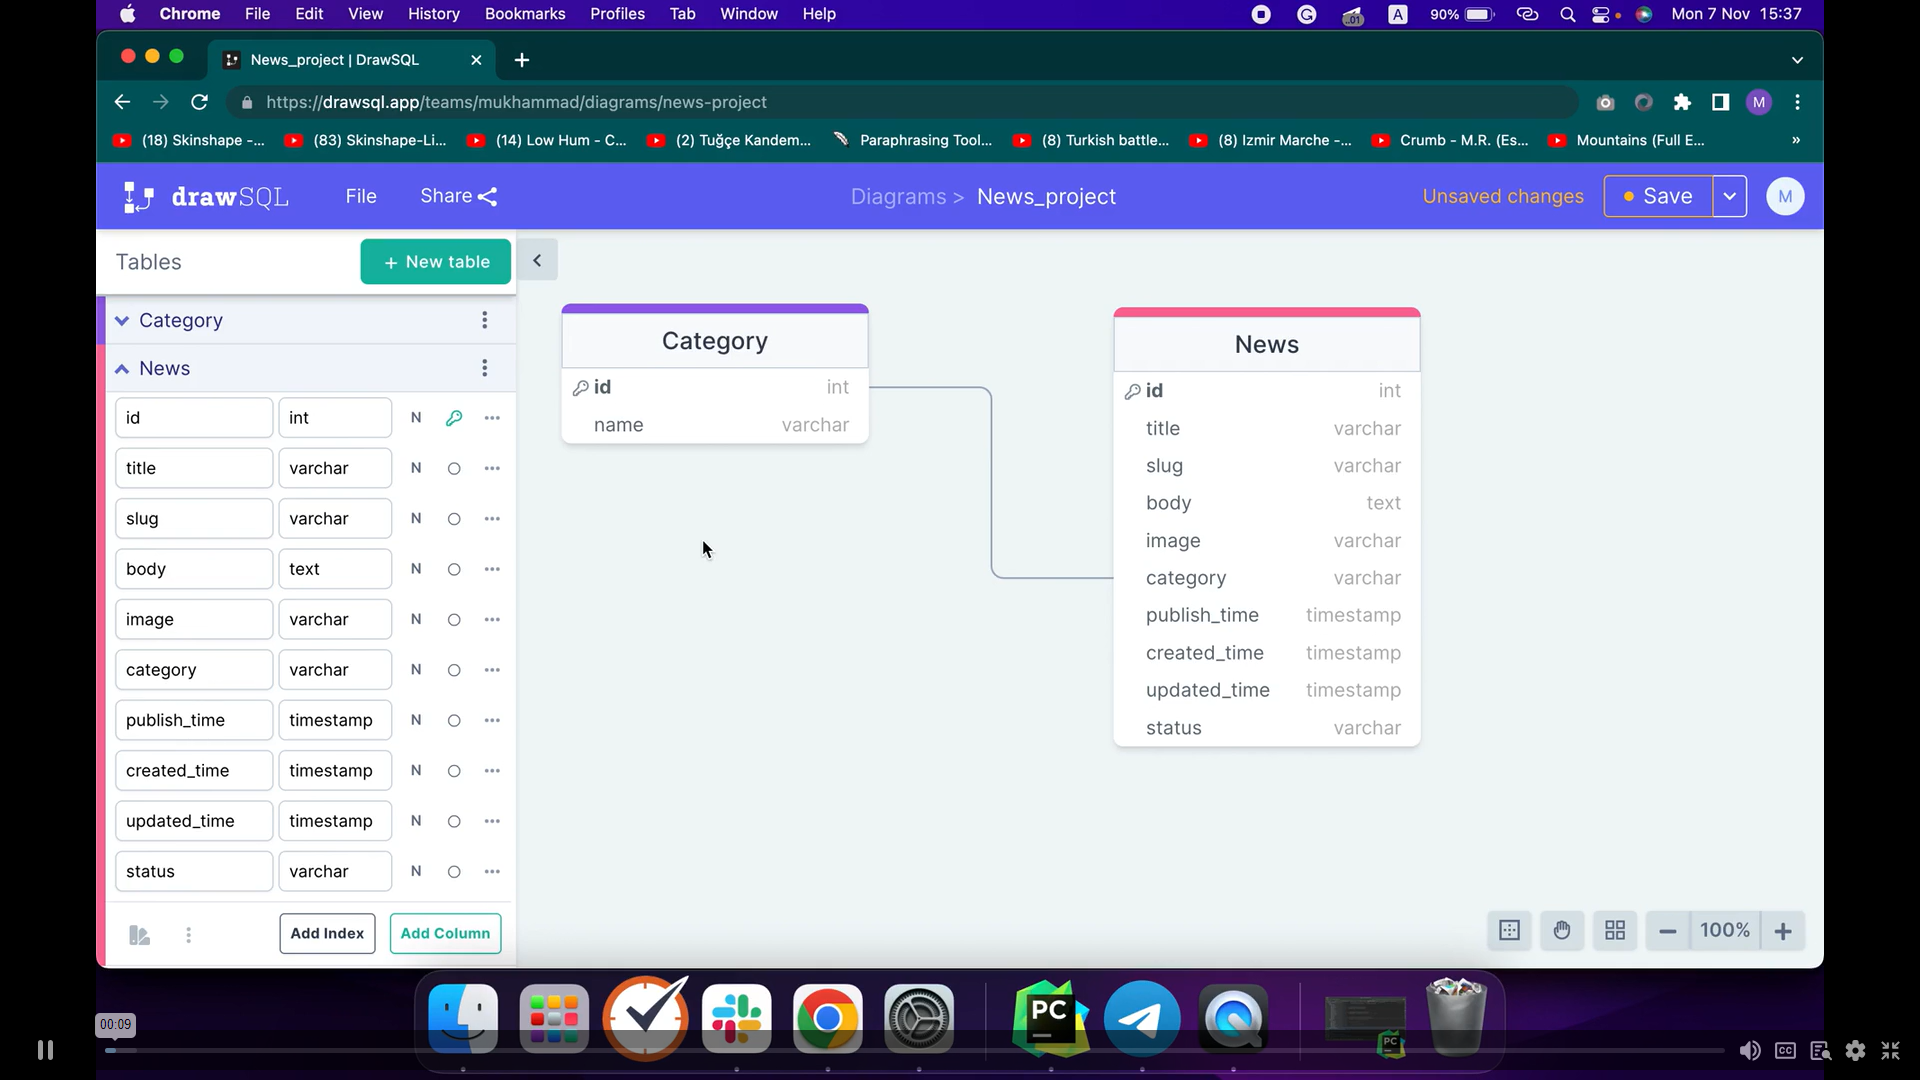 Chrome File Edit View History Bookmarks Profiles Tab Window Help
.01 A 90% Mon 7 Nov 15:37
News_project | DrawSQL
https://drawsql.app/teams/mukhammad/diagrams/news-project
M
(18) Skinshape -...
(83) Skinshape-Li...
(14) Low Hum - C...
(2) Tuğçe Kandem...
Paraphrasing Tool...
(8) Turkish battle...
(8) Izmir Marche -...
Crumb - M.R. (Es...
Mountains (Full E...
»
drawSQL
File
Share
Diagrams > News_project
Unsaved changes
Save
M
Tables
+ New table
Category
News
id int N
title varchar N
slug varchar N
body text N
image varchar N
category varchar N
publish_time timestamp N
created_time timestamp N
updated_time timestamp N
status varchar N
Add Index
Add Column
Category
id int
name varchar
News
id int
title varchar
slug varchar
body text
image varchar
category varchar
publish_time timestamp
created_time timestamp
updated_time timestamp
status varchar
100%
PC
PC
00:09
CC